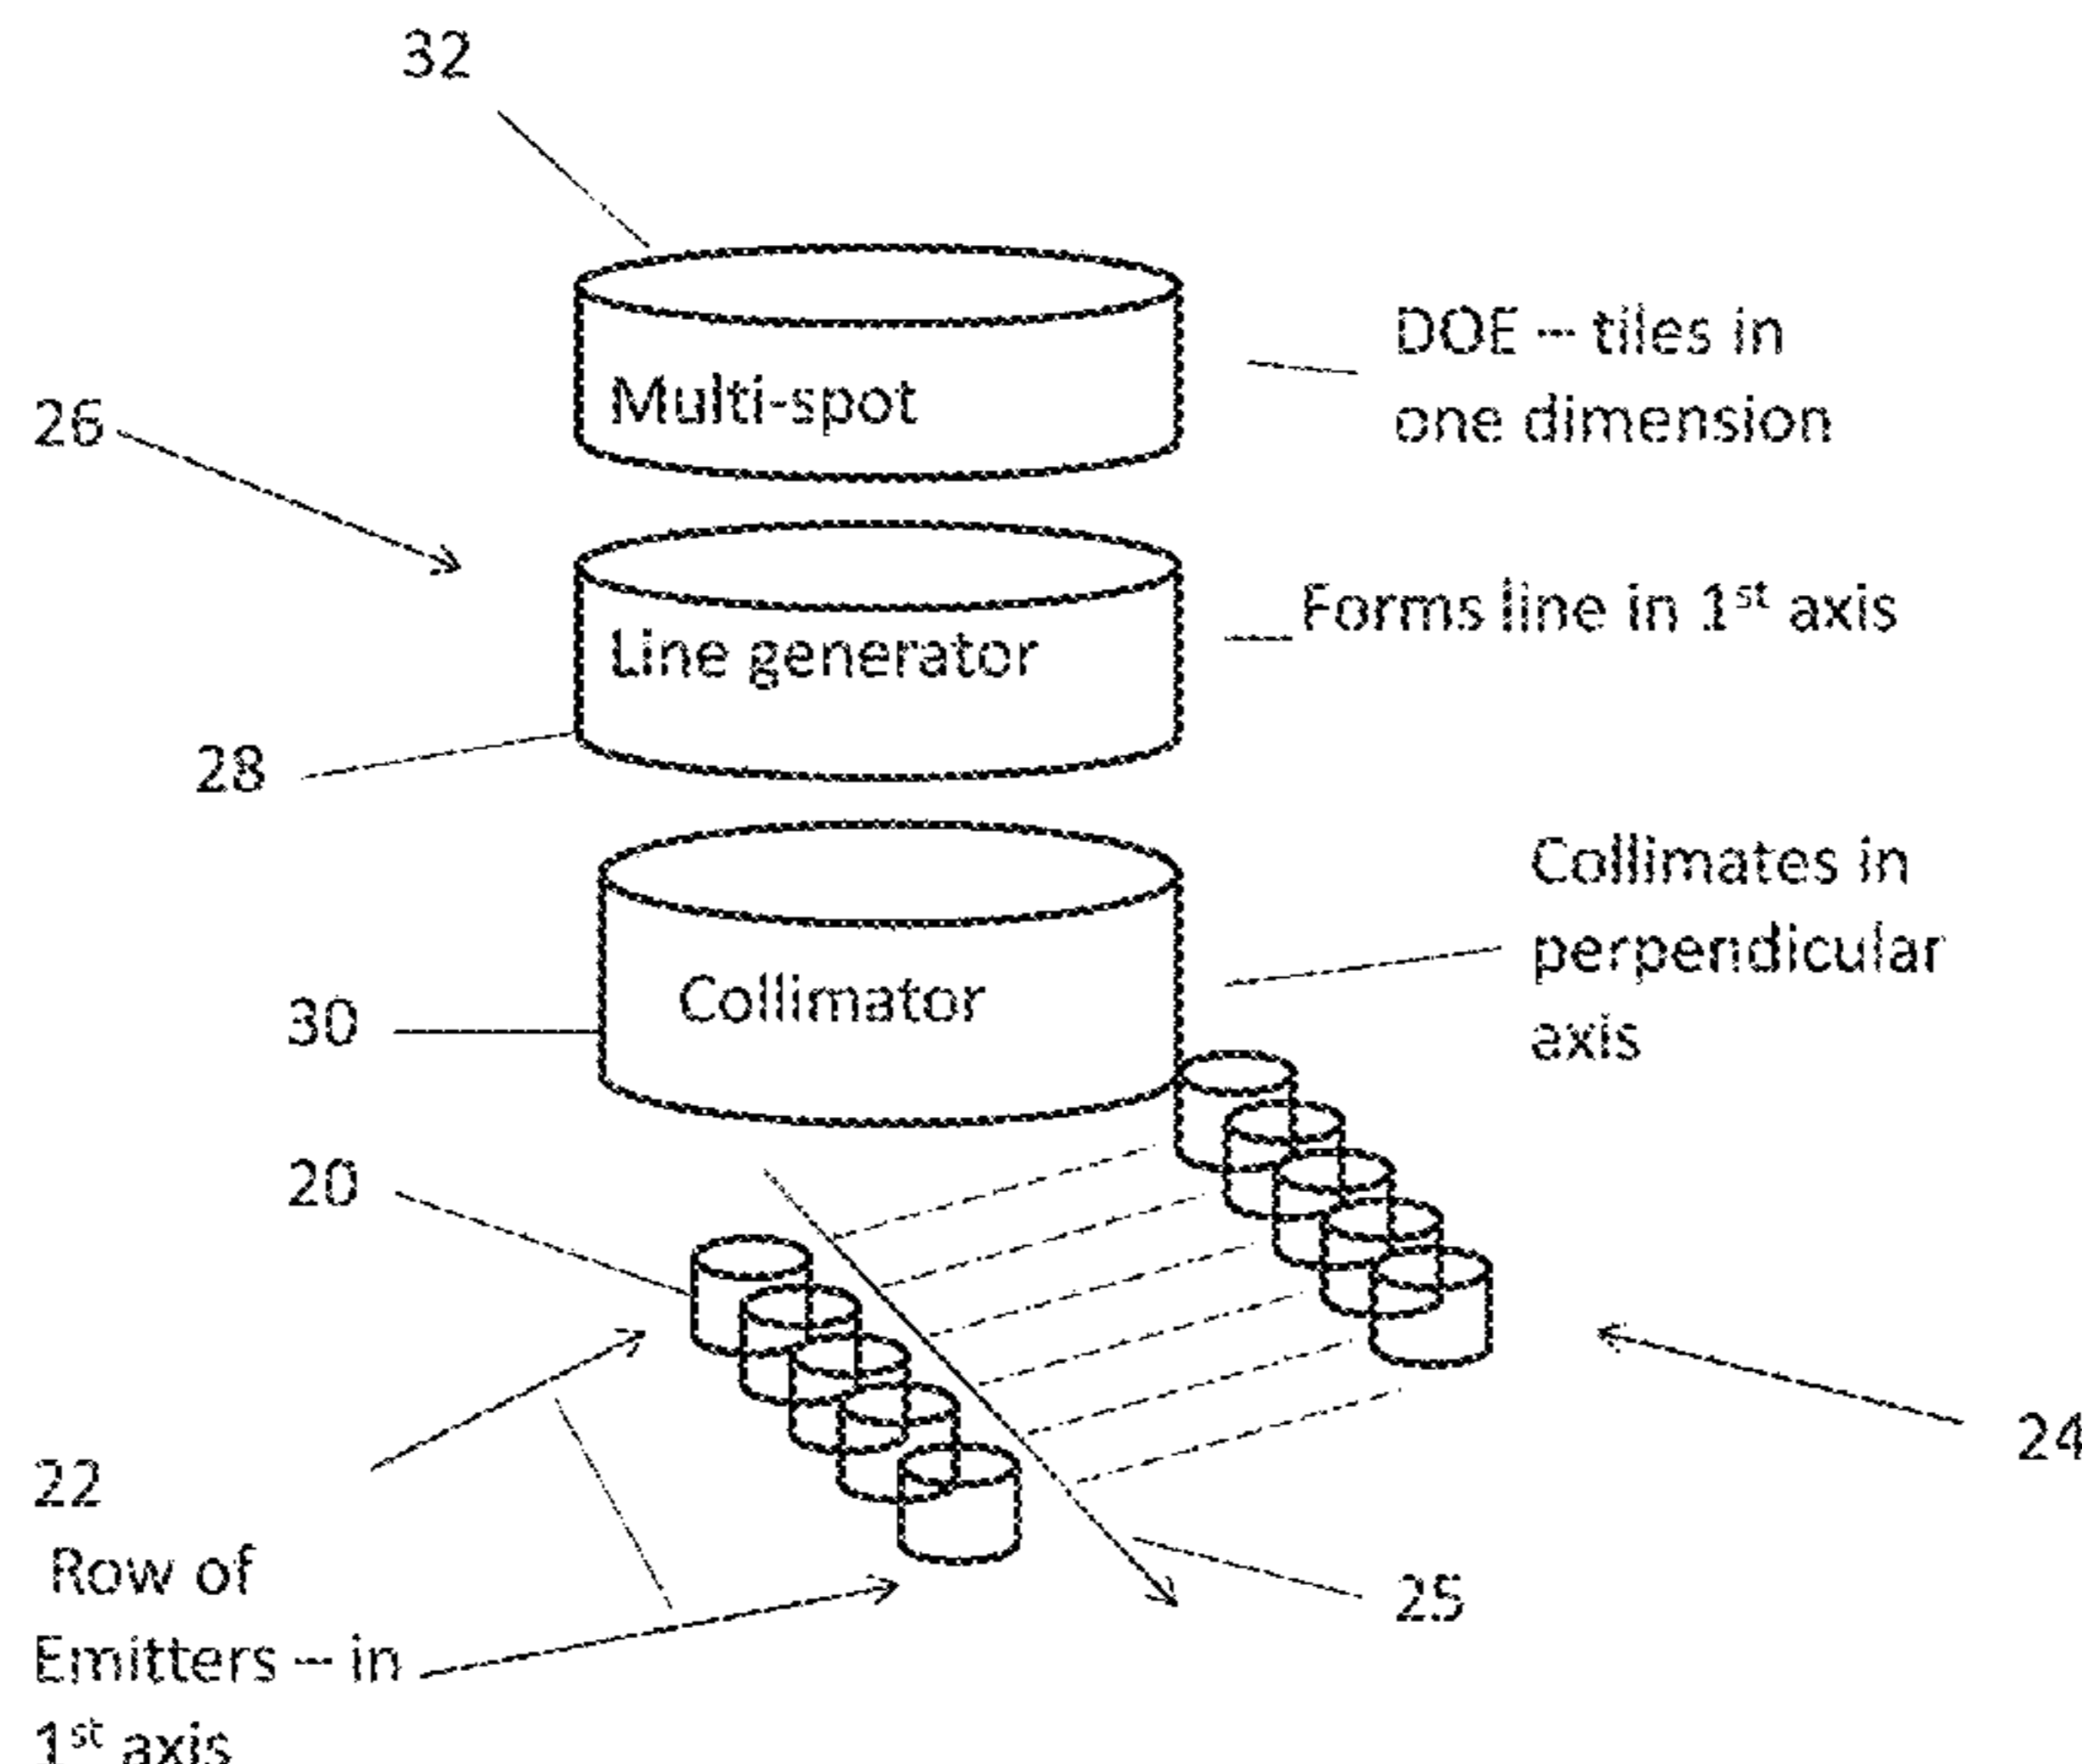 32
DOE -- tiles in
one dimension
Multi-spot
26
Forms line in 1st axis
Line generator
28
Collimates in
perpendicular
axis
Collimator
30
20
24
22
Row of
Emitters -- in
1st axis
25